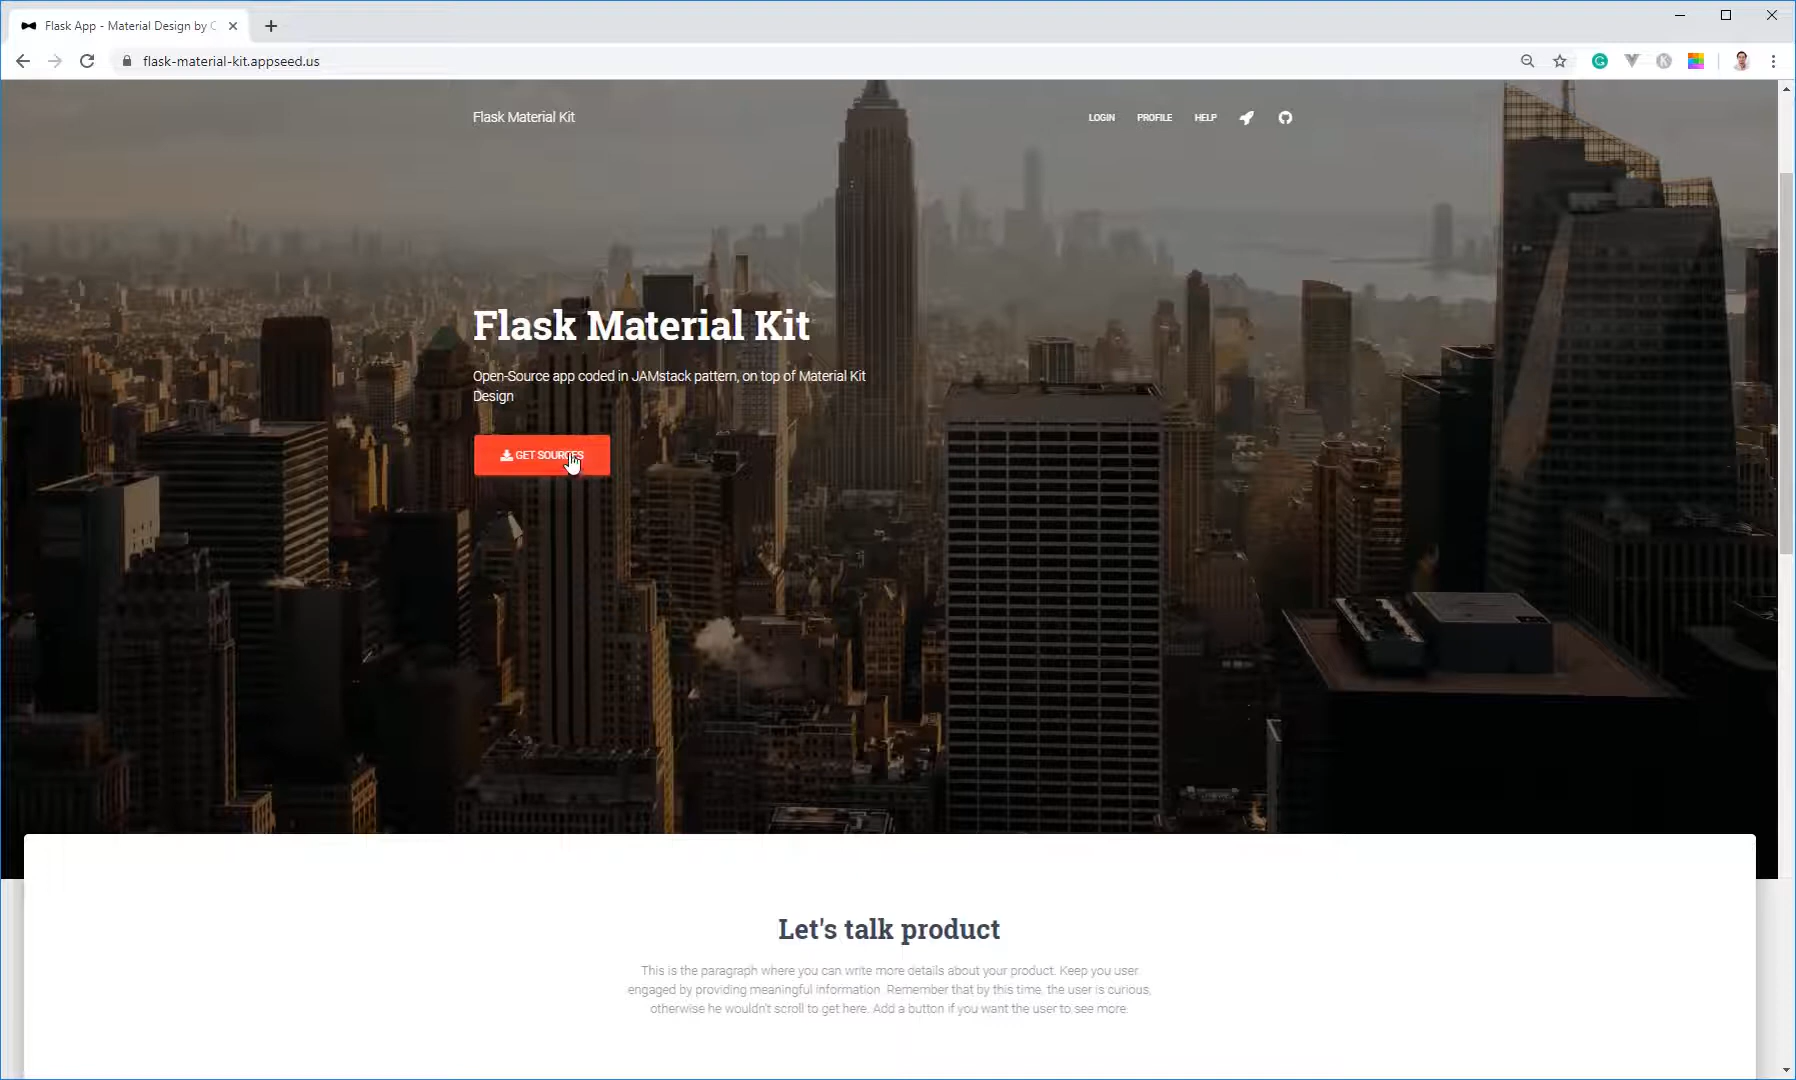 Flask App - Material Design by C
flask-material-kit.appseed.us
Flask Material Kit
LOGIN PROFILE HELP
Flask Material Kit
Open-Source app coded in JAMstack pattern, on top of Material Kit
Design
GET SOURCES
Let's talk product
This is the paragraph where you can write more details about your product. Keep you user
engaged by providing meaningful information. Remember that by this time, the user is curious,
otherwise he wouldn't scroll to get here. Add a button if you want the user to see more.